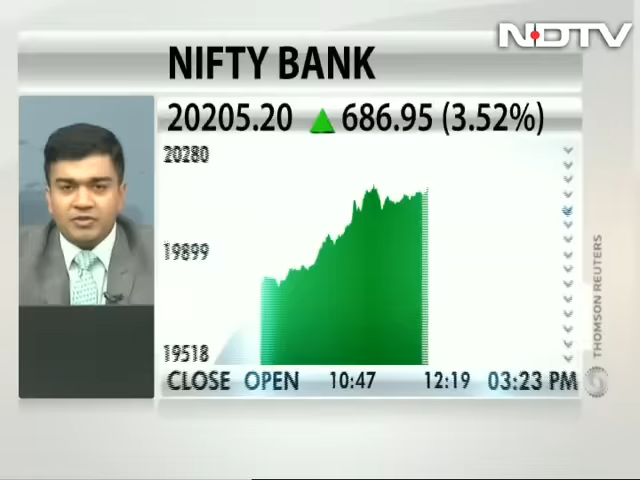 NDTV
NIFTY BANK
20205.20 ▲ 686.95 (3.52%)
20280
19899
19518
CLOSE OPEN 10:47 12:19 03:23 PM
THOMSON REUTERS